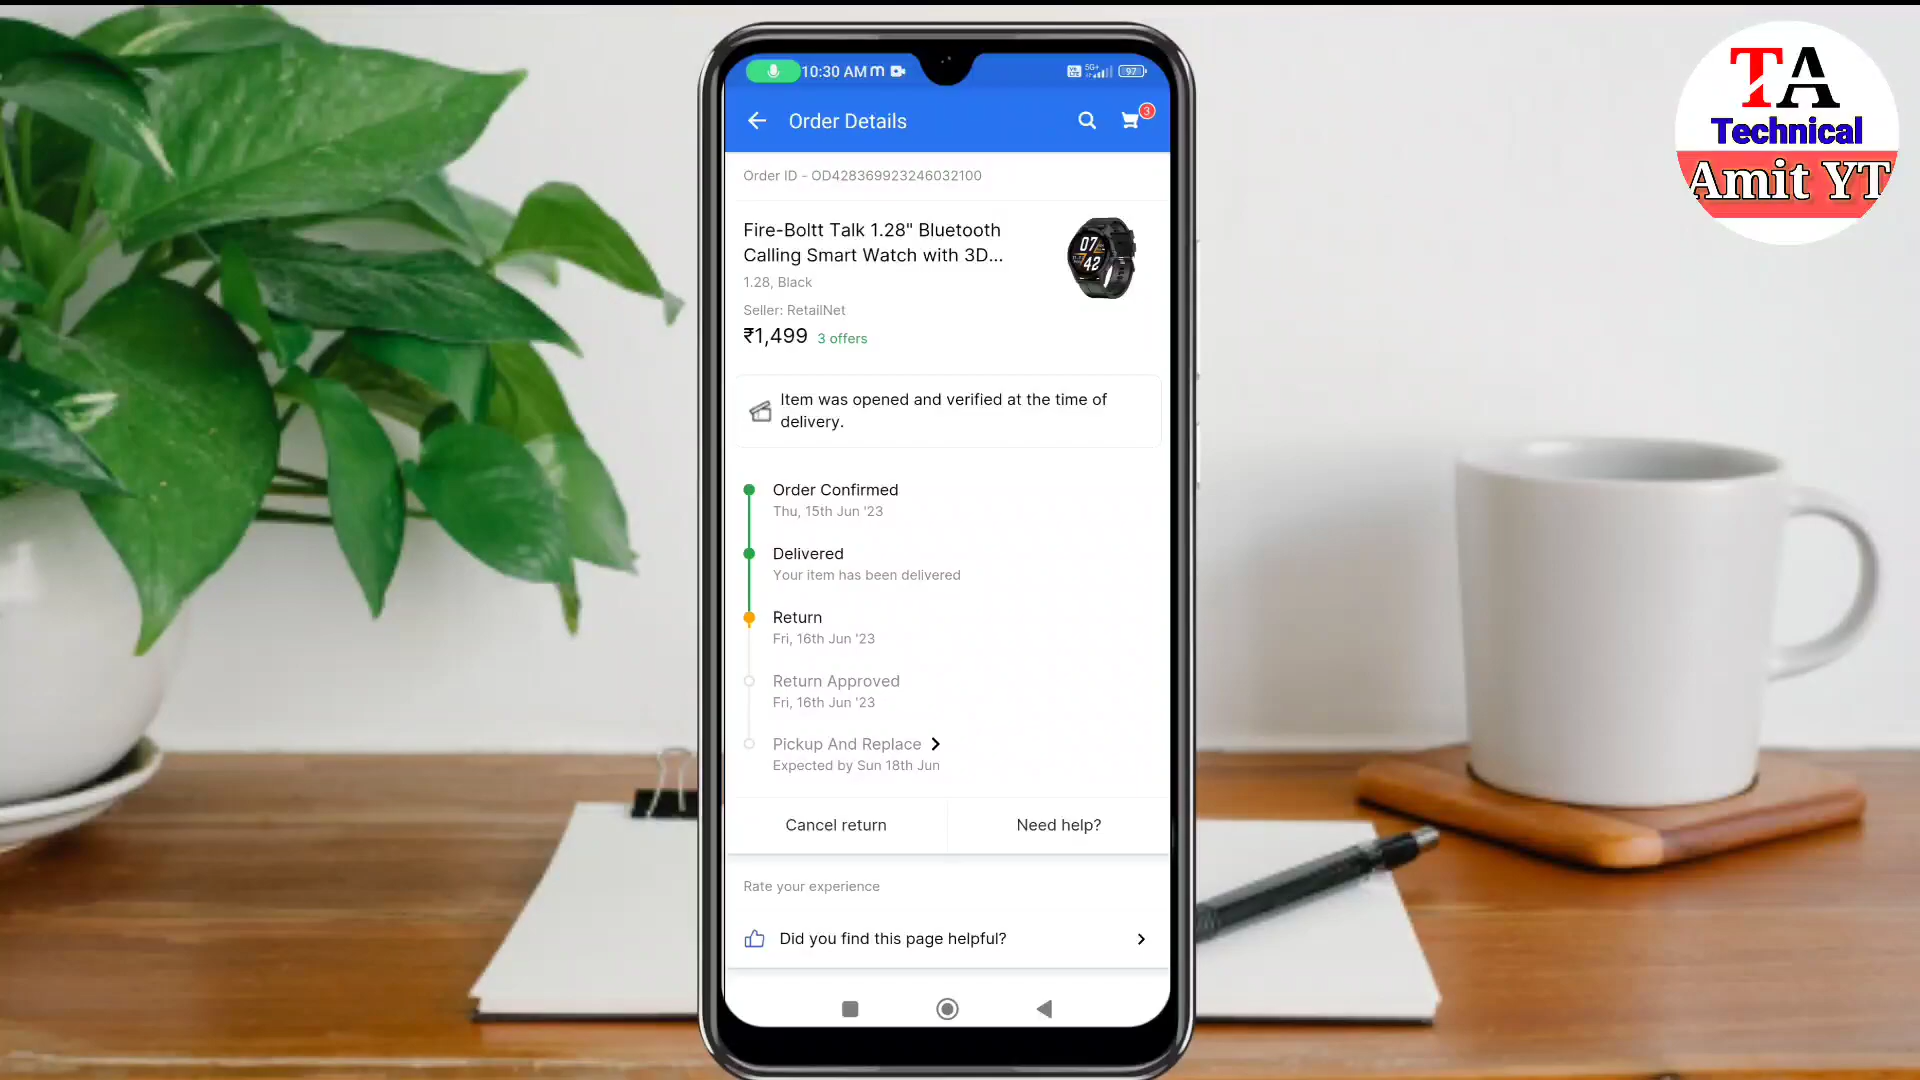 10:30 AM
5G+
97
Order Details
3
Order ID - OD428369923246032100
Fire-Boltt Talk 1.28" Bluetooth
Calling Smart Watch with 3D...
1.28, Black
Seller: RetailNet
₹1,499 3 offers
07
42
Item was opened and verified at the time of
delivery.
Order Confirmed
Thu, 15th Jun '23
Delivered
Your item has been delivered
Return
Fri, 16th Jun '23
Return Approved
Fri, 16th Jun '23
Pickup And Replace
Expected by Sun 18th Jun
Cancel return
Need help?
Rate your experience
Did you find this page helpful?
TA
Technical
Amit YT